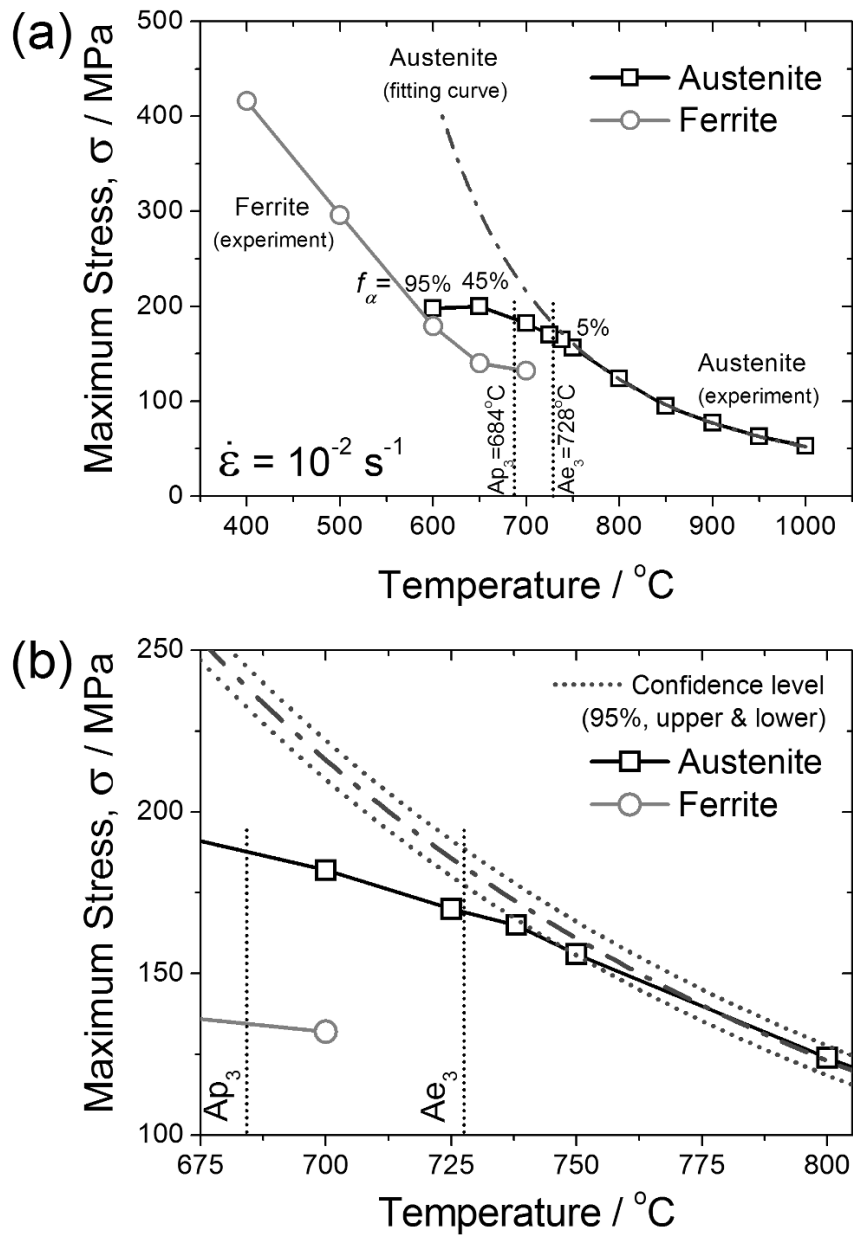 (a)
500
400
300
200
100
0
Maximum Stress, σ / MPa
Austenite
(fitting curve)
Austenite
Ferrite
Ferrite
(experiment)
f_α= 95% 45%
5%
Austenite
(experiment)
Ap₃=684°C
Ae₃=728°C
ε̇ = 10⁻² s⁻¹
400 500 600 700 800 900 1000
Temperature / °C
(b)
250
200
150
100
Maximum Stress, σ / MPa
Confidence level
(95%, upper & lower)
Austenite
Ferrite
Ap₃
Ae₃
675 700 725 750 775 800
Temperature / °C